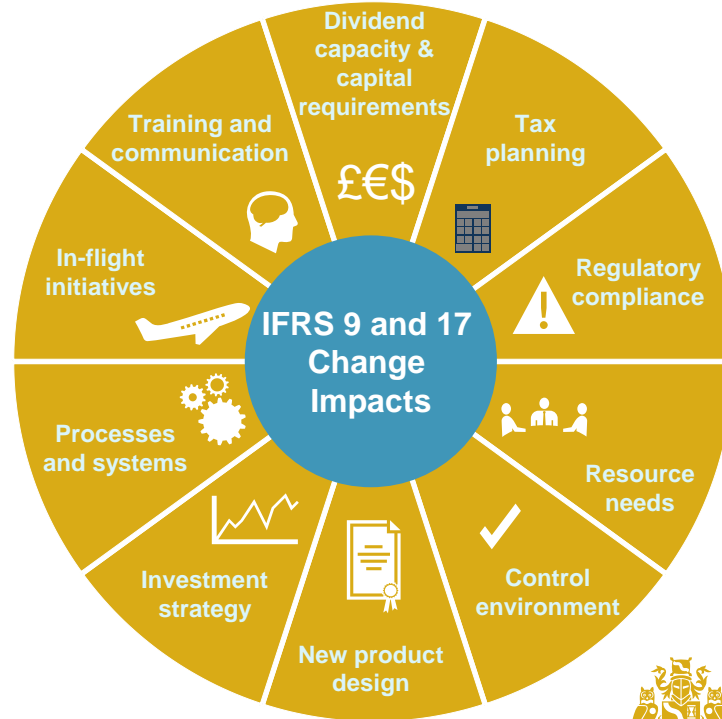 Dividend
capacity &
capital
requirements
£€$
Tax
planning
Regulatory
compliance
Resource
needs
Control
environment
New product
design
Investment
strategy
Processes
and systems
In-flight
initiatives
Training and
communication
IFRS 9 and 17
Change
Impacts